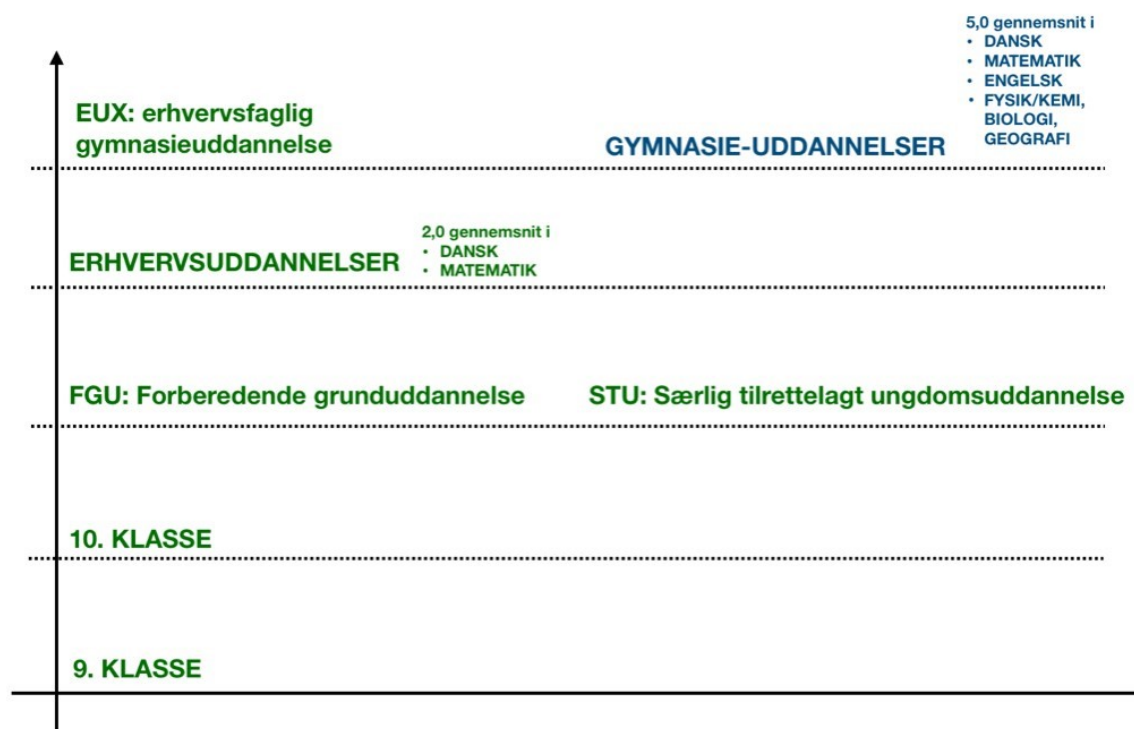 5,0 gennemsnit i
• DANSK
• MATEMATIK
• ENGELSK
• FYSIK/KEMI,
BIOLOGI,
GEOGRAFI
EUX: erhvervsfaglig
gymnasieuddannelse
GYMNASIE-UDDANNELSER
2,0 gennemsnit i
• DANSK
• MATEMATIK
ERHVERVSUDDANNELSER
FGU: Forberedende grunduddannelse
STU: Særlig tilrettelagt ungdomsuddannelse
10. KLASSE
9. KLASSE